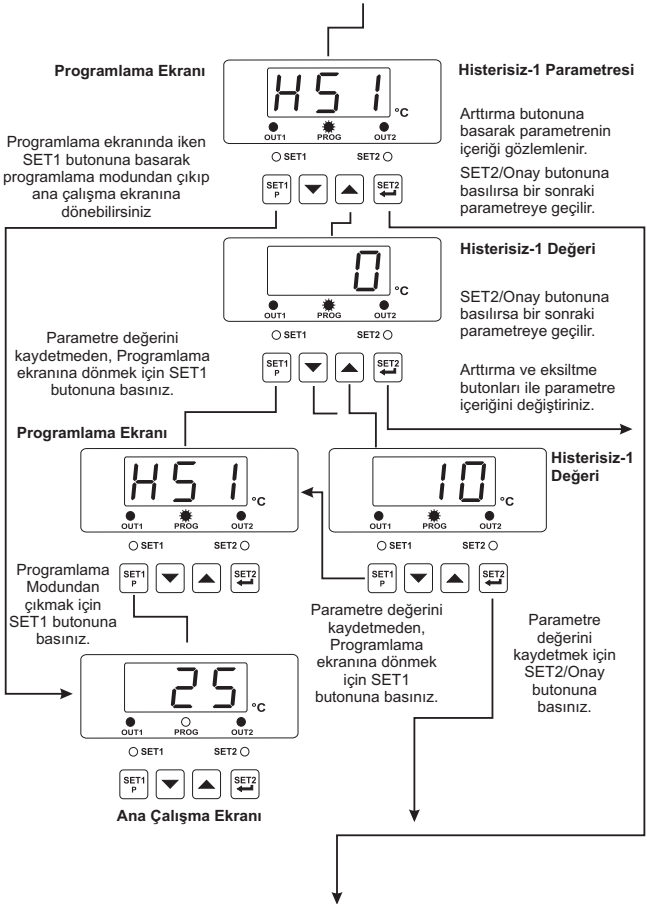 Programlama Ekranı
HS1
°C
OUT1 PROG OUT2
SET1 SET2
SET1 P
SET2
Histerisiz-1 Parametresi
Arttırma butonuna
basarak parametrenin
içeriği gözlemlenir.
SET2/Onay butonuna
basılırsa bir sonraki
parametreye geçilir.
Programlama ekranında iken
SET1 butonuna basarak
programlama modundan çıkıp
ana çalışma ekranına
dönebilirsiniz
0
°C
OUT1 PROG OUT2
SET1 SET2
SET1 P
SET2
Histerisiz-1 Değeri
SET2/Onay butonuna
basılırsa bir sonraki
parametreye geçilir.
Arttırma ve eksiltme
butonları ile parametre
içeriğini değiştiriniz.
Parametre değerini
kaydetmeden, Programlama
ekranına dönmek için SET1
butonuna basınız.
Programlama Ekranı
HS1
°C
OUT1 PROG OUT2
SET1 SET2
SET1 P
SET2
Histerisiz-1
Değeri
10
°C
OUT1 PROG OUT2
SET1 SET2
SET1 P
SET2
Programlama
Modundan
çıkmak için
SET1 butonuna
basınız.
Parametre değerini
kaydetmeden,
Programlama
ekranına dönmek
için SET1
butonuna basınız.
Parametre
değerini
kaydetmek için
SET2/Onay
butonuna
basınız.
25
°C
OUT1 PROG OUT2
SET1 SET2
SET1 P
SET2
Ana Çalışma Ekranı